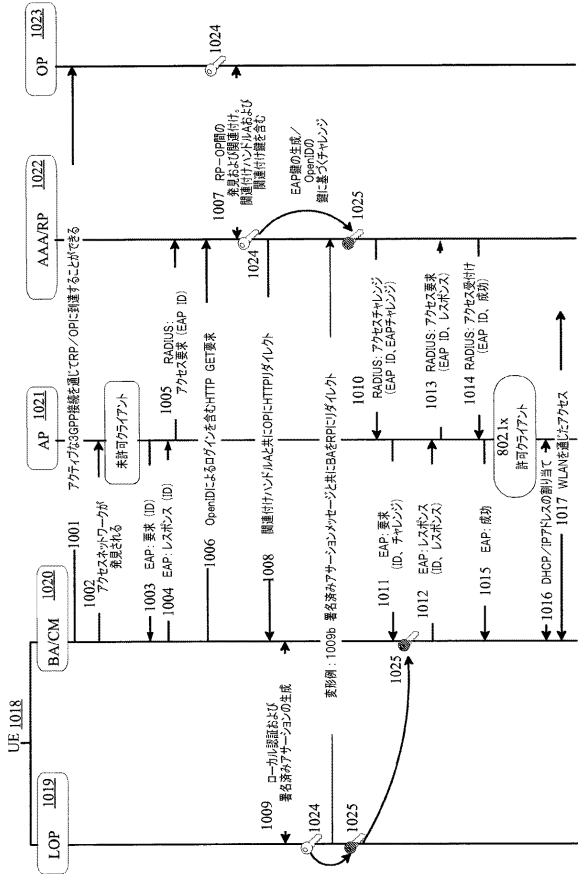 UE 1018
LOP 1019
BA/CM 1020
AP 1021
AAA/RP 1022
OP 1023
1001 アクティブな3GPP接続を通じてRP/OPに到達することができる
1002
アクセスネットワークが
発見される
未許可クライアント
1003 EAP: 要求 (ID)
1004 EAP: レスポンス (ID)
1005 RADIUS:
アクセス要求 (EAP ID)
1006 OpenIDによるログインを含むHTTP GET要求
1024
1007 RP-OP間の
発見および関連付け。
関連付けハンドルAおよび
関連付け鍵を含む
1024
1008 関連付けハンドルAと共にOPにHTTPリダイレクト
EAP鍵の生成/
OpenIDの
鍵に基づくチャレンジ
1009 ローカル認証および
署名済みアサーションの生成
1024
変形例:1009b 署名済みアサーションメッセージと共にBAをRPにリダイレクト
1025
1025
1010 RADIUS: アクセスチャレンジ
(EAP ID、EAPチャレンジ)
1011 EAP: 要求
(ID、チャレンジ)
1025
1012 EAP: レスポンス
(ID、レスポンス)
1013 RADIUS: アクセス要求
(EAP ID、レスポンス)
1014 RADIUS: アクセス受付け
(EAP ID、成功)
1015 EAP: 成功
802.1x
許可クライアント
1016 DHCP/IPアドレスの割り当て
1017 WLANを通じたアクセス